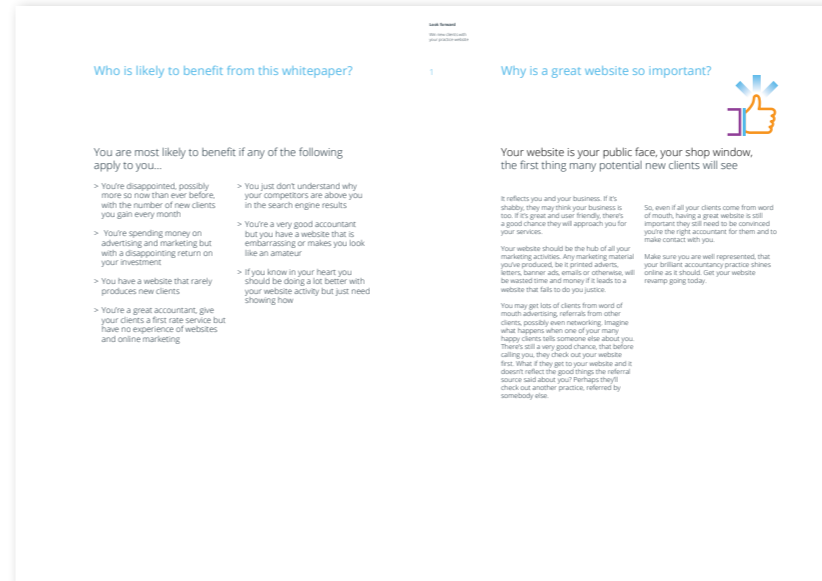 Who is likely to benefit from this whitepaper?
You are most likely to benefit if any of the following
apply to you...
> You're disappointed, possibly
more so now than ever before,
with the number of new clients
you gain every month
> You're spending money on
advertising and marketing but
with a disappointing return on
your investment
> You have a website that rarely
produces new clients
> You're a great accountant, give
your clients a first rate service but
have no experience of websites
and online marketing
> You just don't understand why
your competitors are above you
in the search engine results
> You're a very good accountant
but you have a website that is
embarrassing or makes you look
like an amateur
> If you know in your heart you
should be doing a lot better with
your website activity but just need
showing how
Look forward
Win new clients with
your practice website
1
Why is a great website so important?
Your website is your public face, your shop window,
the first thing many potential new clients will see
It reflects you and your business. If it's
shabby, they may think your business is
too. If it's great and user friendly, there's
a good chance they will approach you for
your services.
Your website should be the hub of all your
marketing activities. Any marketing material
you've produced, be it printed adverts,
letters, banner ads, emails or otherwise, will
be wasted time and money if it leads to a
website that fails to do you justice.
You may get lots of clients from word of
mouth advertising, referrals from other
clients, possibly even networking. Imagine
what happens when one of your many
happy clients tells someone else about you.
There's still a very good chance, that before
calling you, they check out your website
first. What if they get to your website and it
doesn't reflect the good things the referral
source said about you? Perhaps they'll
check out another practice, referred by
somebody else.
So, even if all your clients come from word
of mouth, having a great website is still
important they still need to be convinced
you're the right accountant for them and to
make contact with you.
Make sure you are well represented, that
your brilliant accountancy practice shines
online as it should. Get your website
revamp going today.